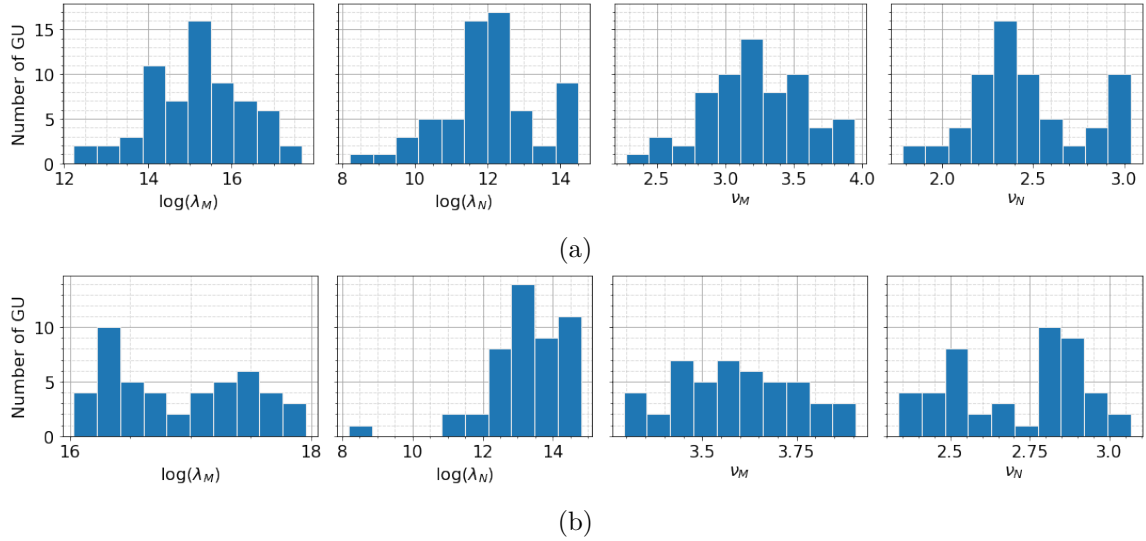 Number of GU
15
10
5
0
12 14 16
log(λ_M)
8 10 12 14
log(λ_N)
2.5 3.0 3.5 4.0
ν_M
2.0 2.5 3.0
ν_N
(a)
Number of GU
10
5
0
16 18
log(λ_M)
8 10 12 14
log(λ_N)
3.5 3.75
ν_M
2.5 2.75 3.0
ν_N
(b)